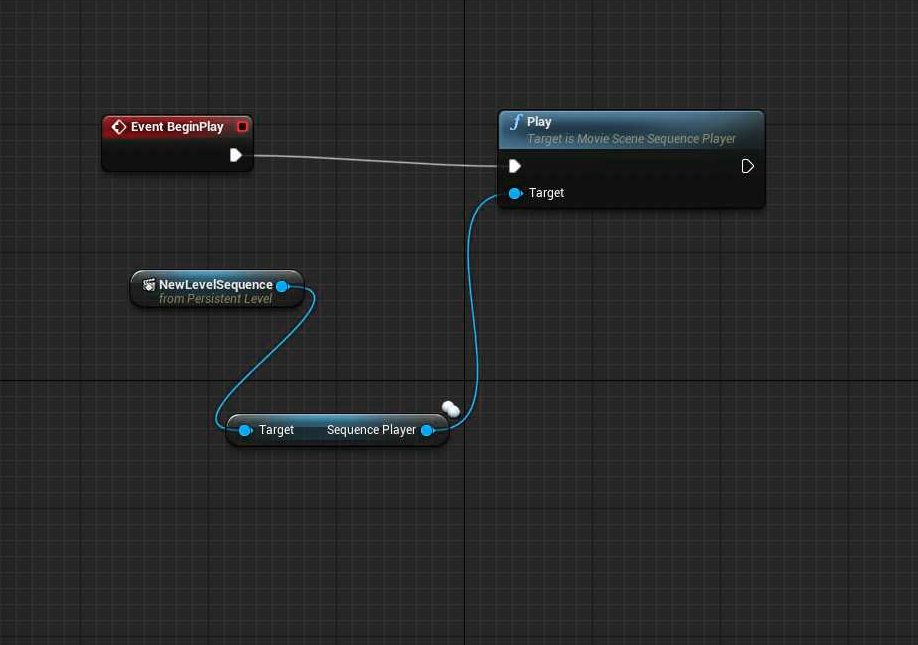 Event BeginPlay
Play
Target is Movie Scene Sequence Player
Target
NewLevelSequence
from Persistent Level
Target Sequence Player